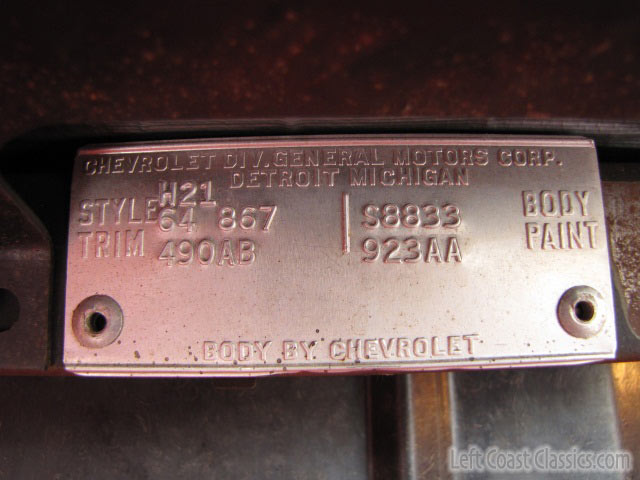 CHEVROLET DIV. GENERAL MOTORS CORP.
DETROIT MICHIGAN
W21
STYLE 64 867 S8833 BODY
TRIM 490AB 923AA PAINT
BODY BY CHEVROLET
Left Coast Classics.com